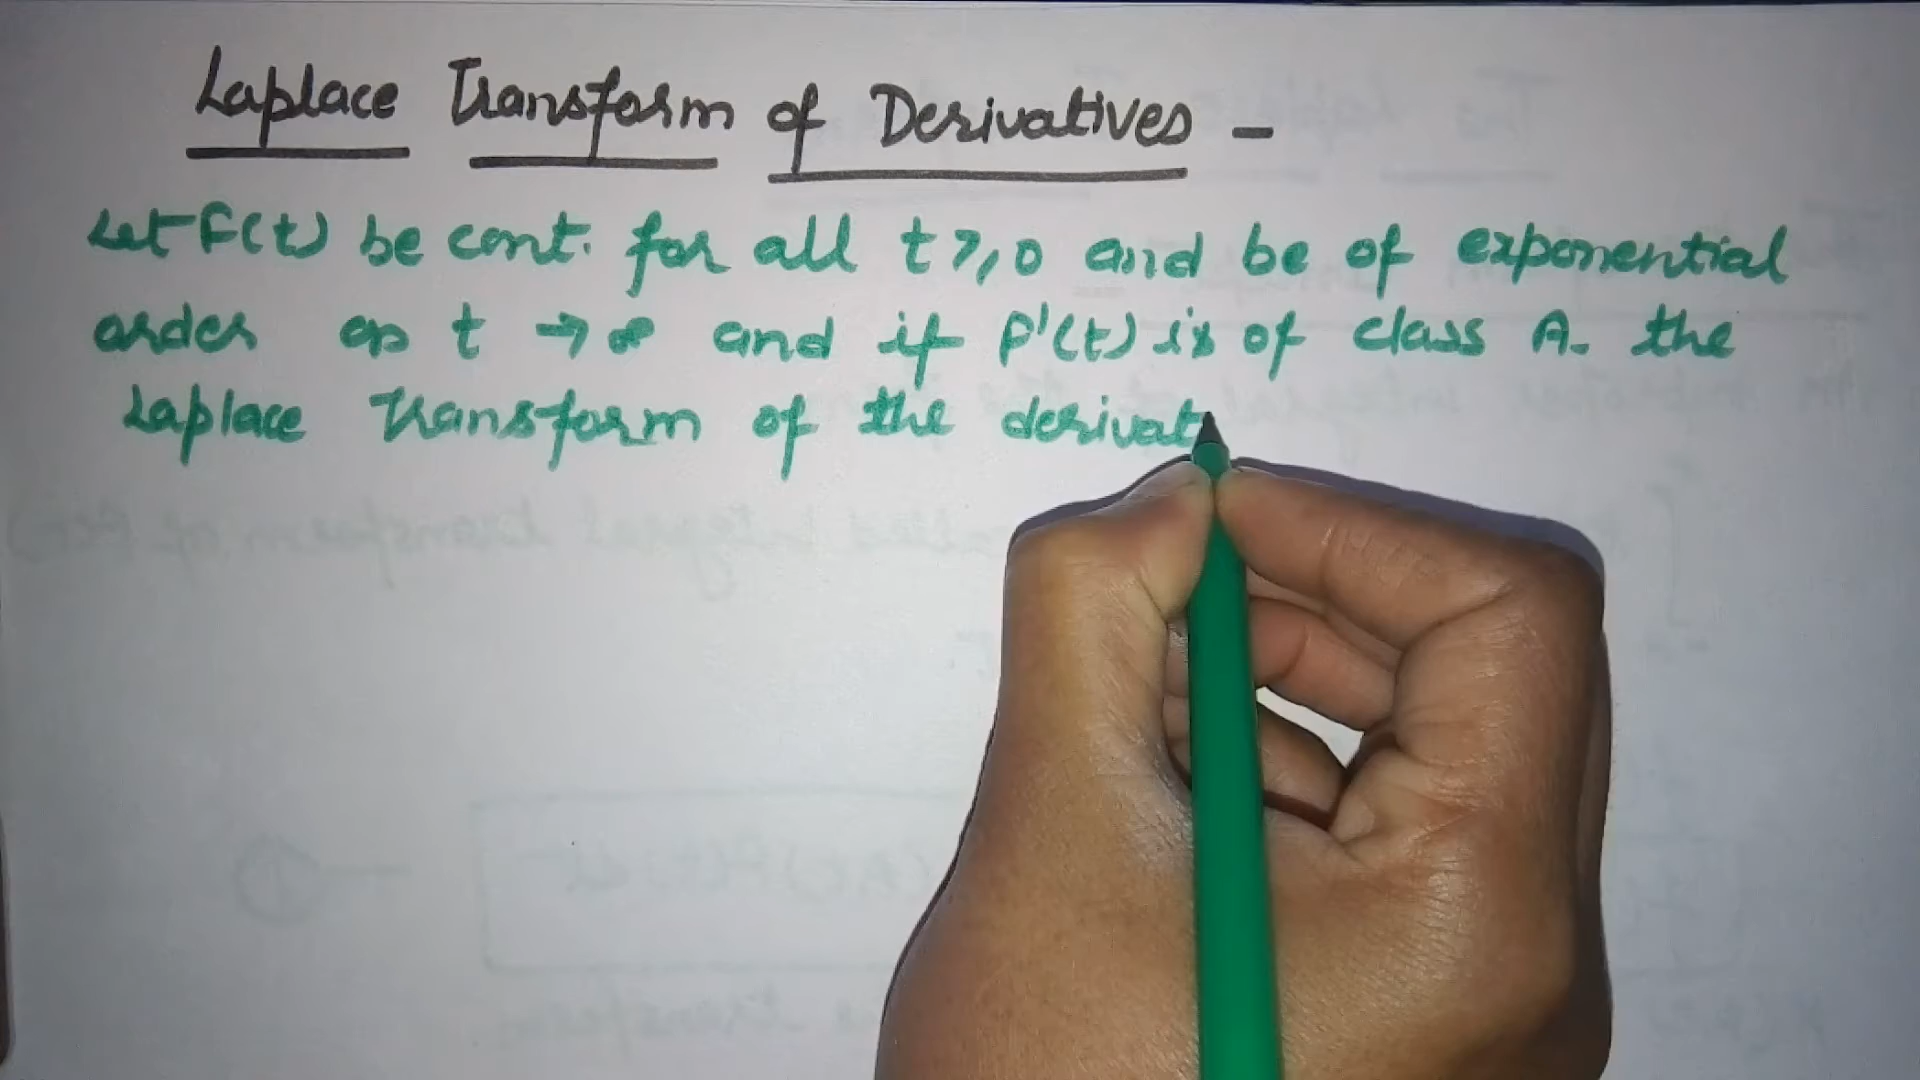 Laplace Transform of Derivatives -
Let F(t) be cont. for all t ≥ 0 and be of exponential
order as t → ∞ and if F'(t) is of class A. the
Laplace Transform of the derivat